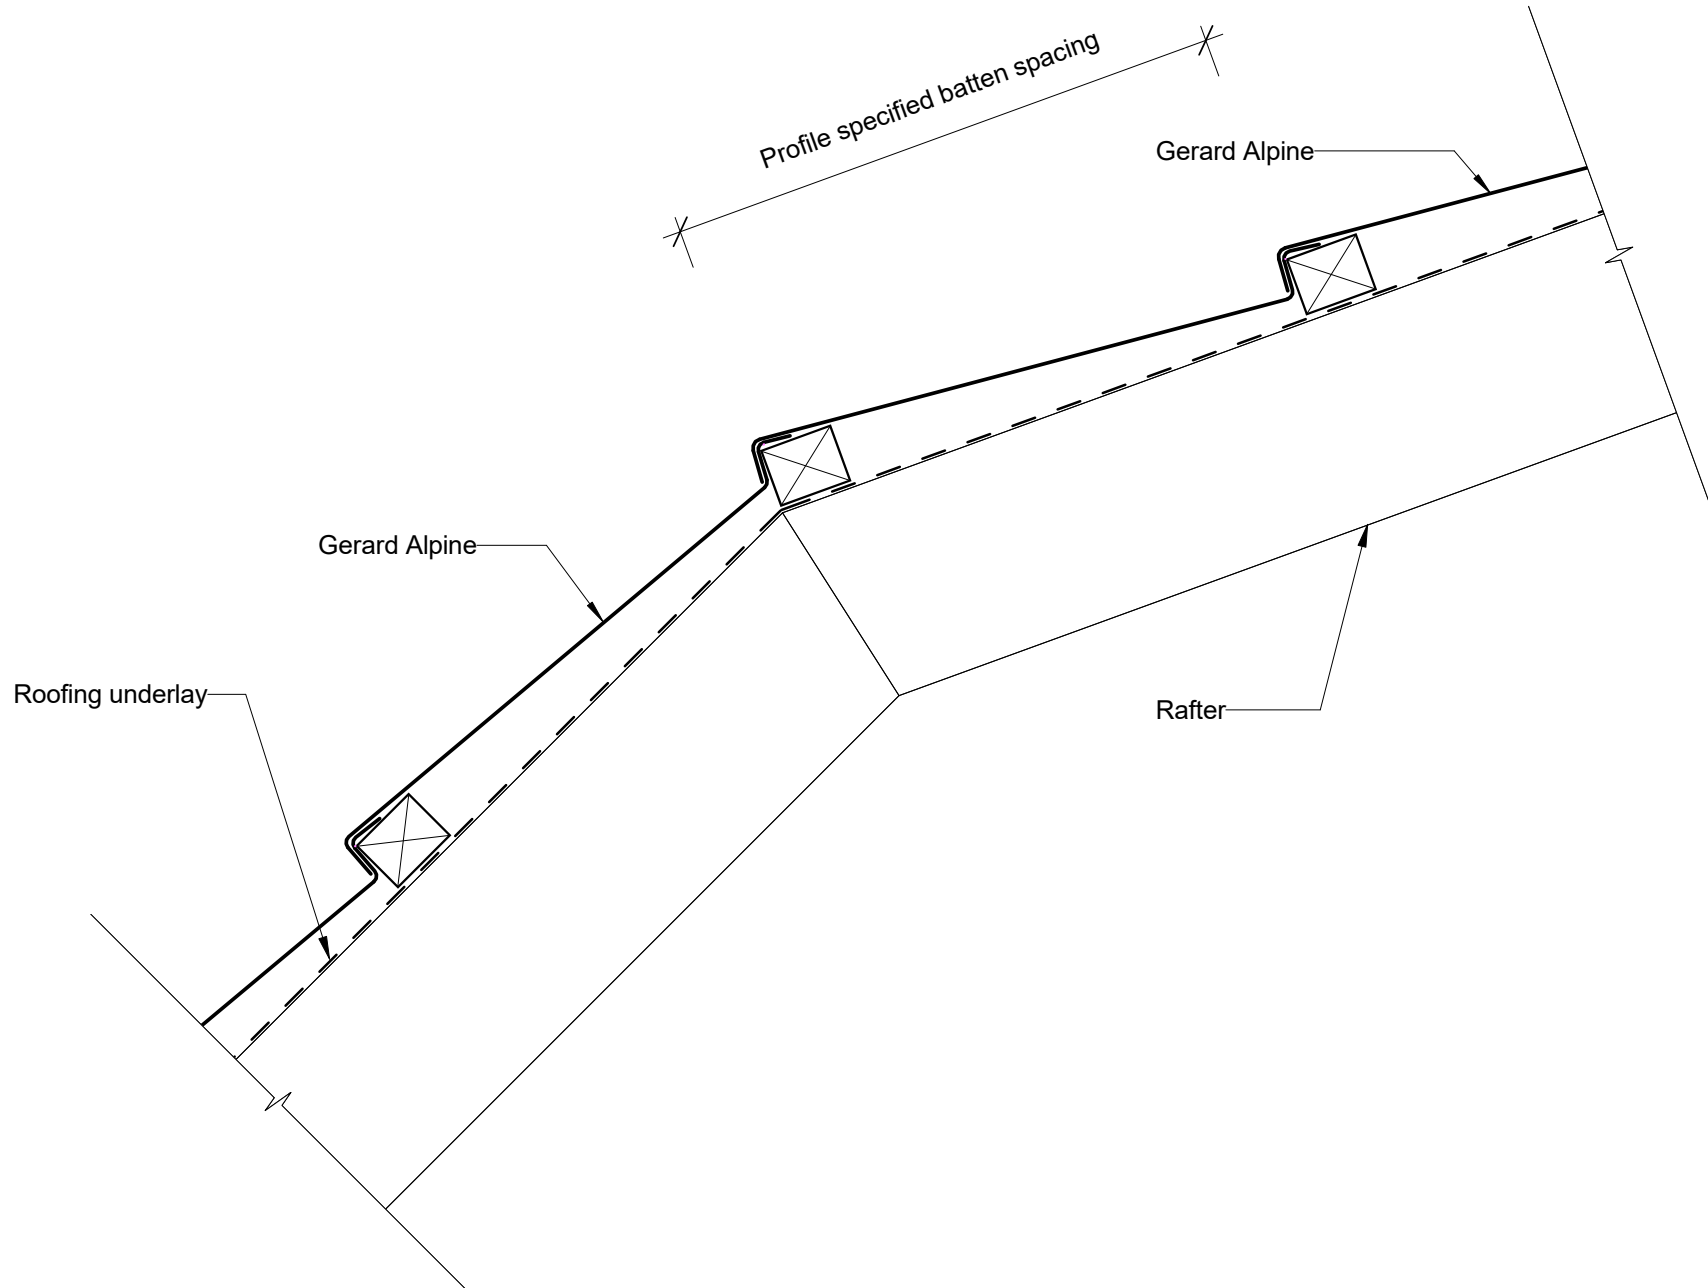 Profile specified batten spacing
Gerard Alpine
Gerard Alpine
Roofing underlay
Rafter